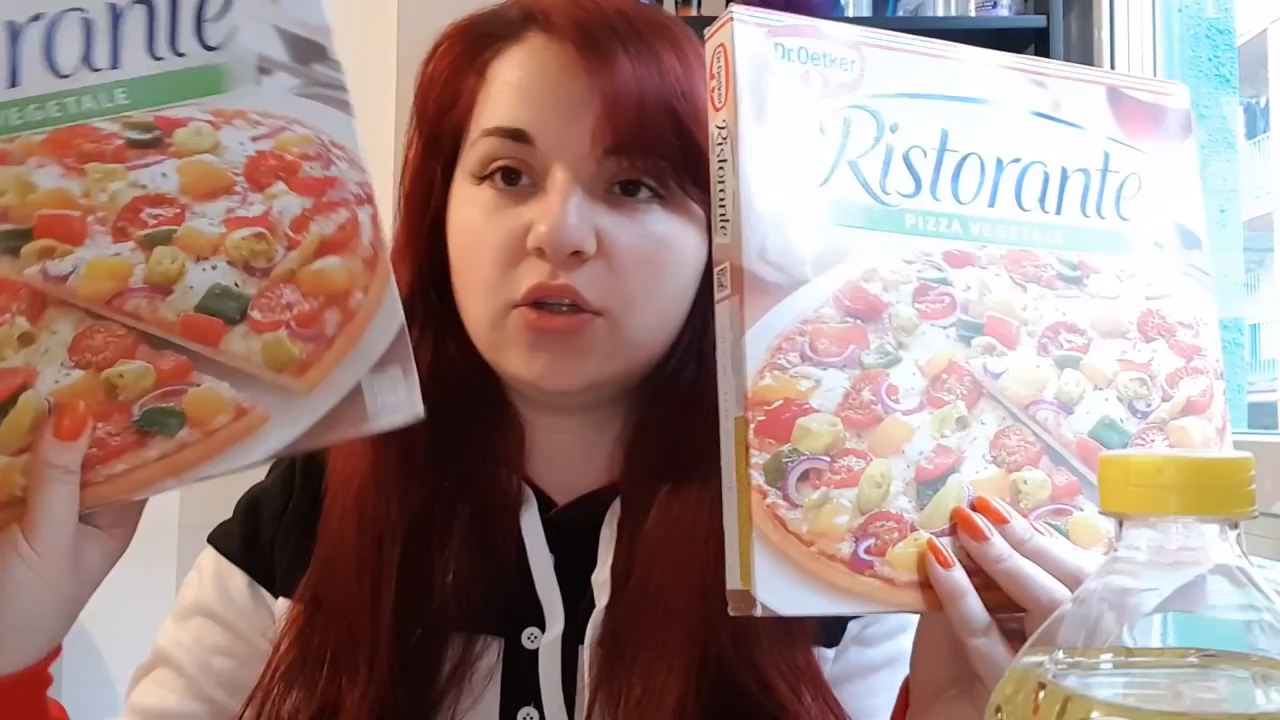 rante
VEGETALE
Dr. Oetker
Ristorante
PIZZA VEGETALE
Dr. Oetker
Ristorante